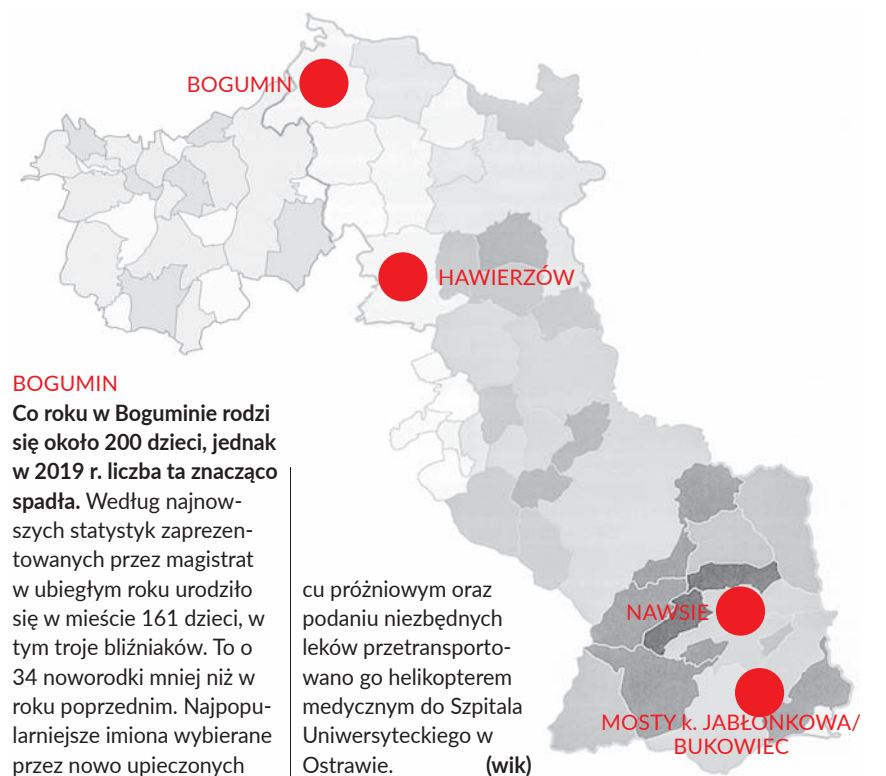 BOGUMIN
HAWIERZÓW
NAWSIE
MOSTY k. JABŁONKOWA/
BUKOWIEC
BOGUMIN
Co roku w Boguminie rodzi
się około 200 dzieci, jednak
w 2019 r. liczba ta znacząco
spadła. Według najnow-
szych statystyk zaprezen-
towanych przez magistrat
w ubiegłym roku urodziło
się w mieście 161 dzieci, w
tym troje bliźniaków. To o
34 noworodki mniej niż w
roku poprzednim. Najpopu-
larniejsze imiona wybierane
przez nowo upieczonych
cu próżniowym oraz
podaniu niezbędnych
leków przetransporto-
wano go helikopterem
medycznym do Szpitala
Uniwersyteckiego w
Ostrawie. (wik)